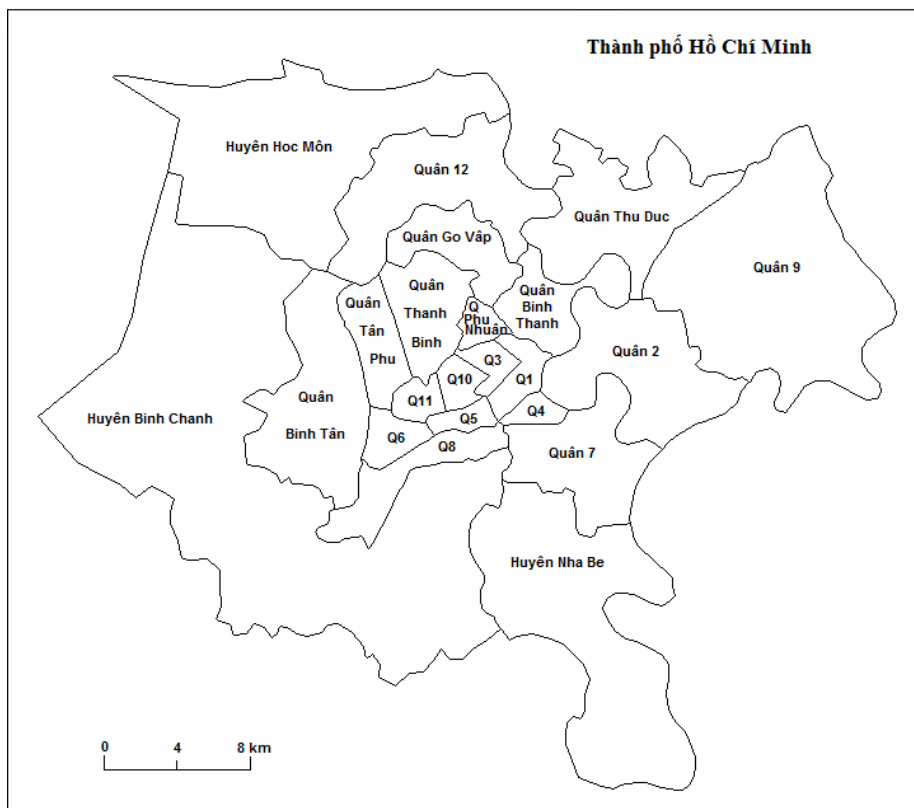 Thành phố Hồ Chí Minh
Huyên Hoc Môn
Quân 12
Quân Thu Duc
Quân Go Vâp
Quân 9
Quân
Thanh
Binh
Quân
Tân
Phu
Q
Phu
Nhuân
Quân
Binh
Thanh
Quân 2
Q3
Q10
Q1
Q11
Q4
Q5
Q6
Q8
Quân
Binh Tân
Huyên Binh Chanh
Quân 7
Huyên Nha Be
0 4 8 km